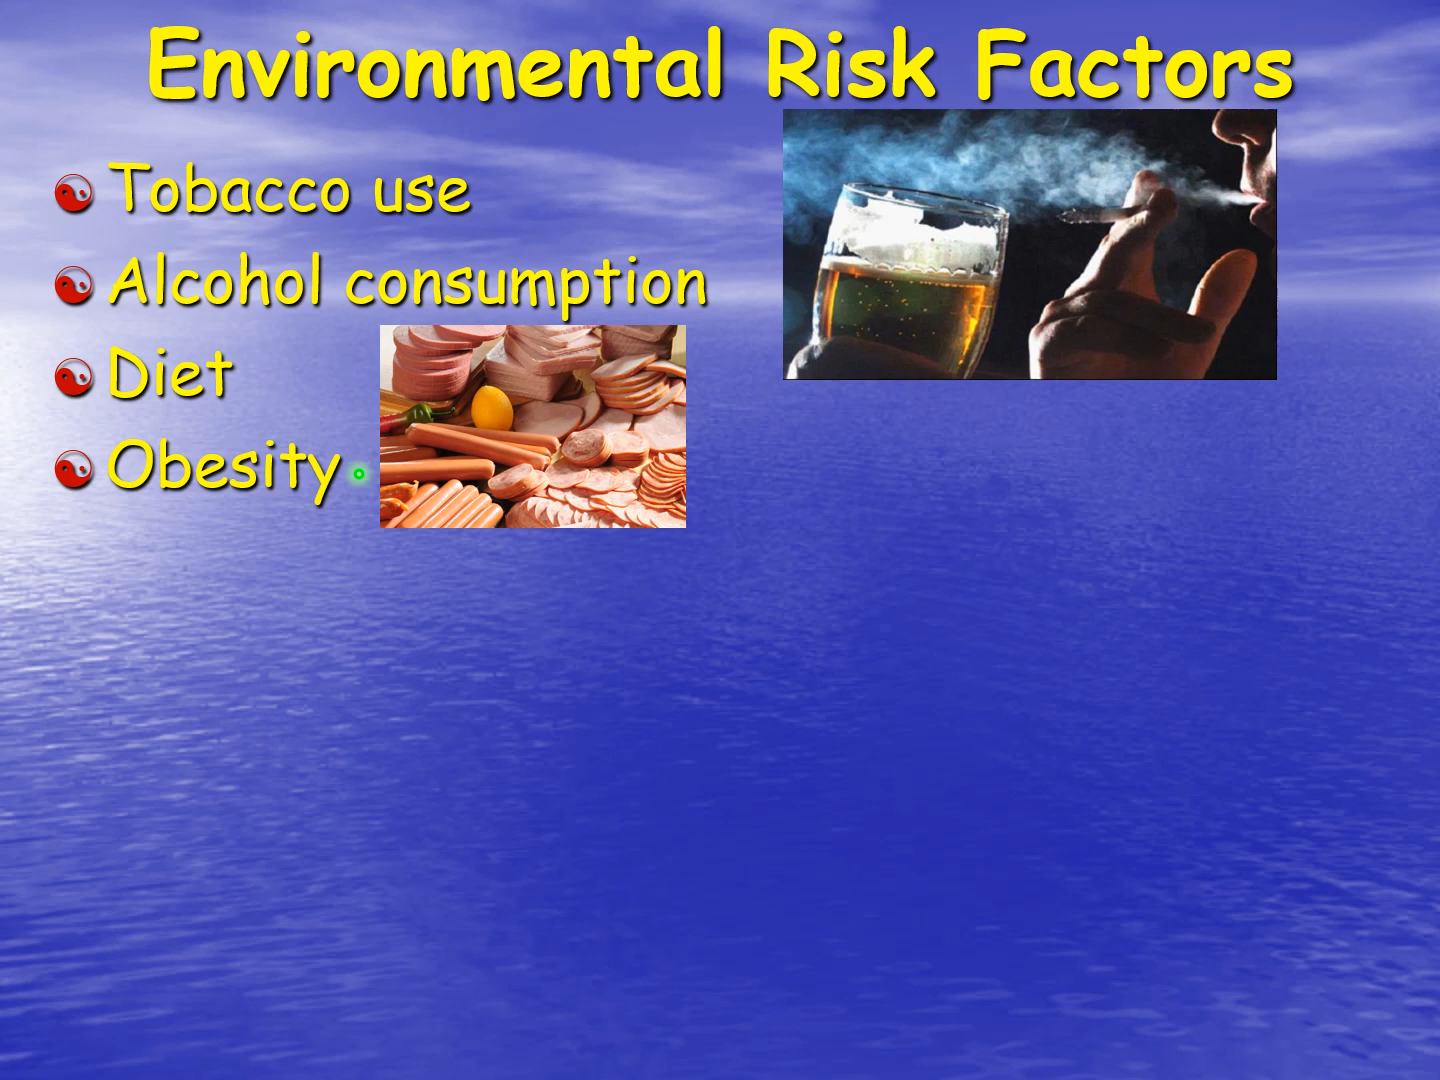 Environmental Risk Factors
Tobacco use
Alcohol consumption
Diet
Obesity